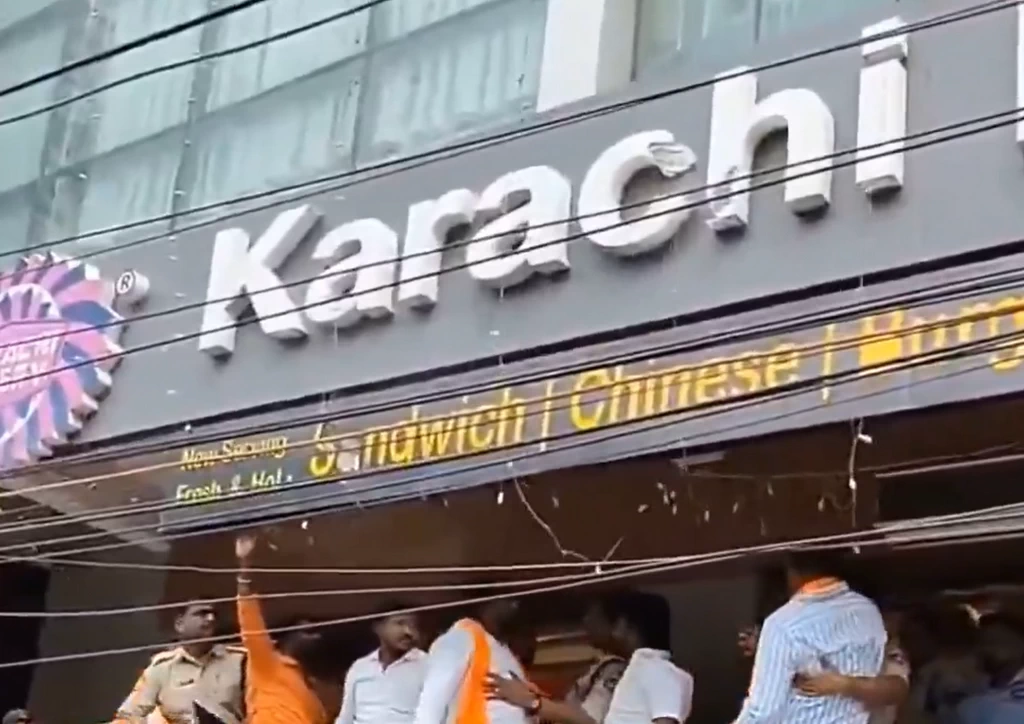 Karachi
®
Now Serving
Fresh & Hot
Sandwich | Chinese |